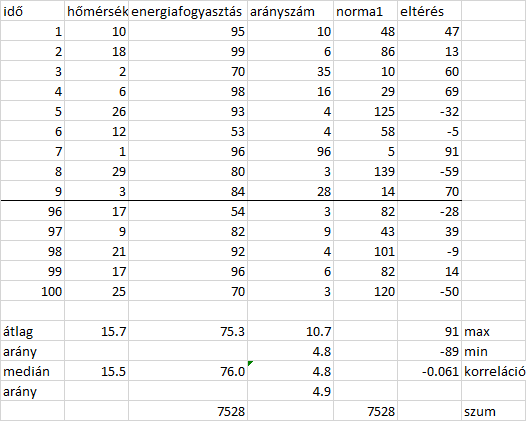 idő hőmérsék energiafogyasztás arányszám norma1 eltérés
1 10 95 10 48 47
2 18 99 6 86 13
3 2 70 35 10 60
4 6 98 16 29 69
5 26 93 4 125 -32
6 12 53 4 58 -5
7 1 96 96 5 91
8 29 80 3 139 -59
9 3 84 28 14 70
96 17 54 3 82 -28
97 9 82 9 43 39
98 21 92 4 101 -9
99 17 96 6 82 14
100 25 70 3 120 -50
átlag 15.7 75.3 10.7 91 max
arány 4.8 -89 min
medián 15.5 76.0 4.8 -0.061 korreláció
arány 4.9
7528 7528 szum